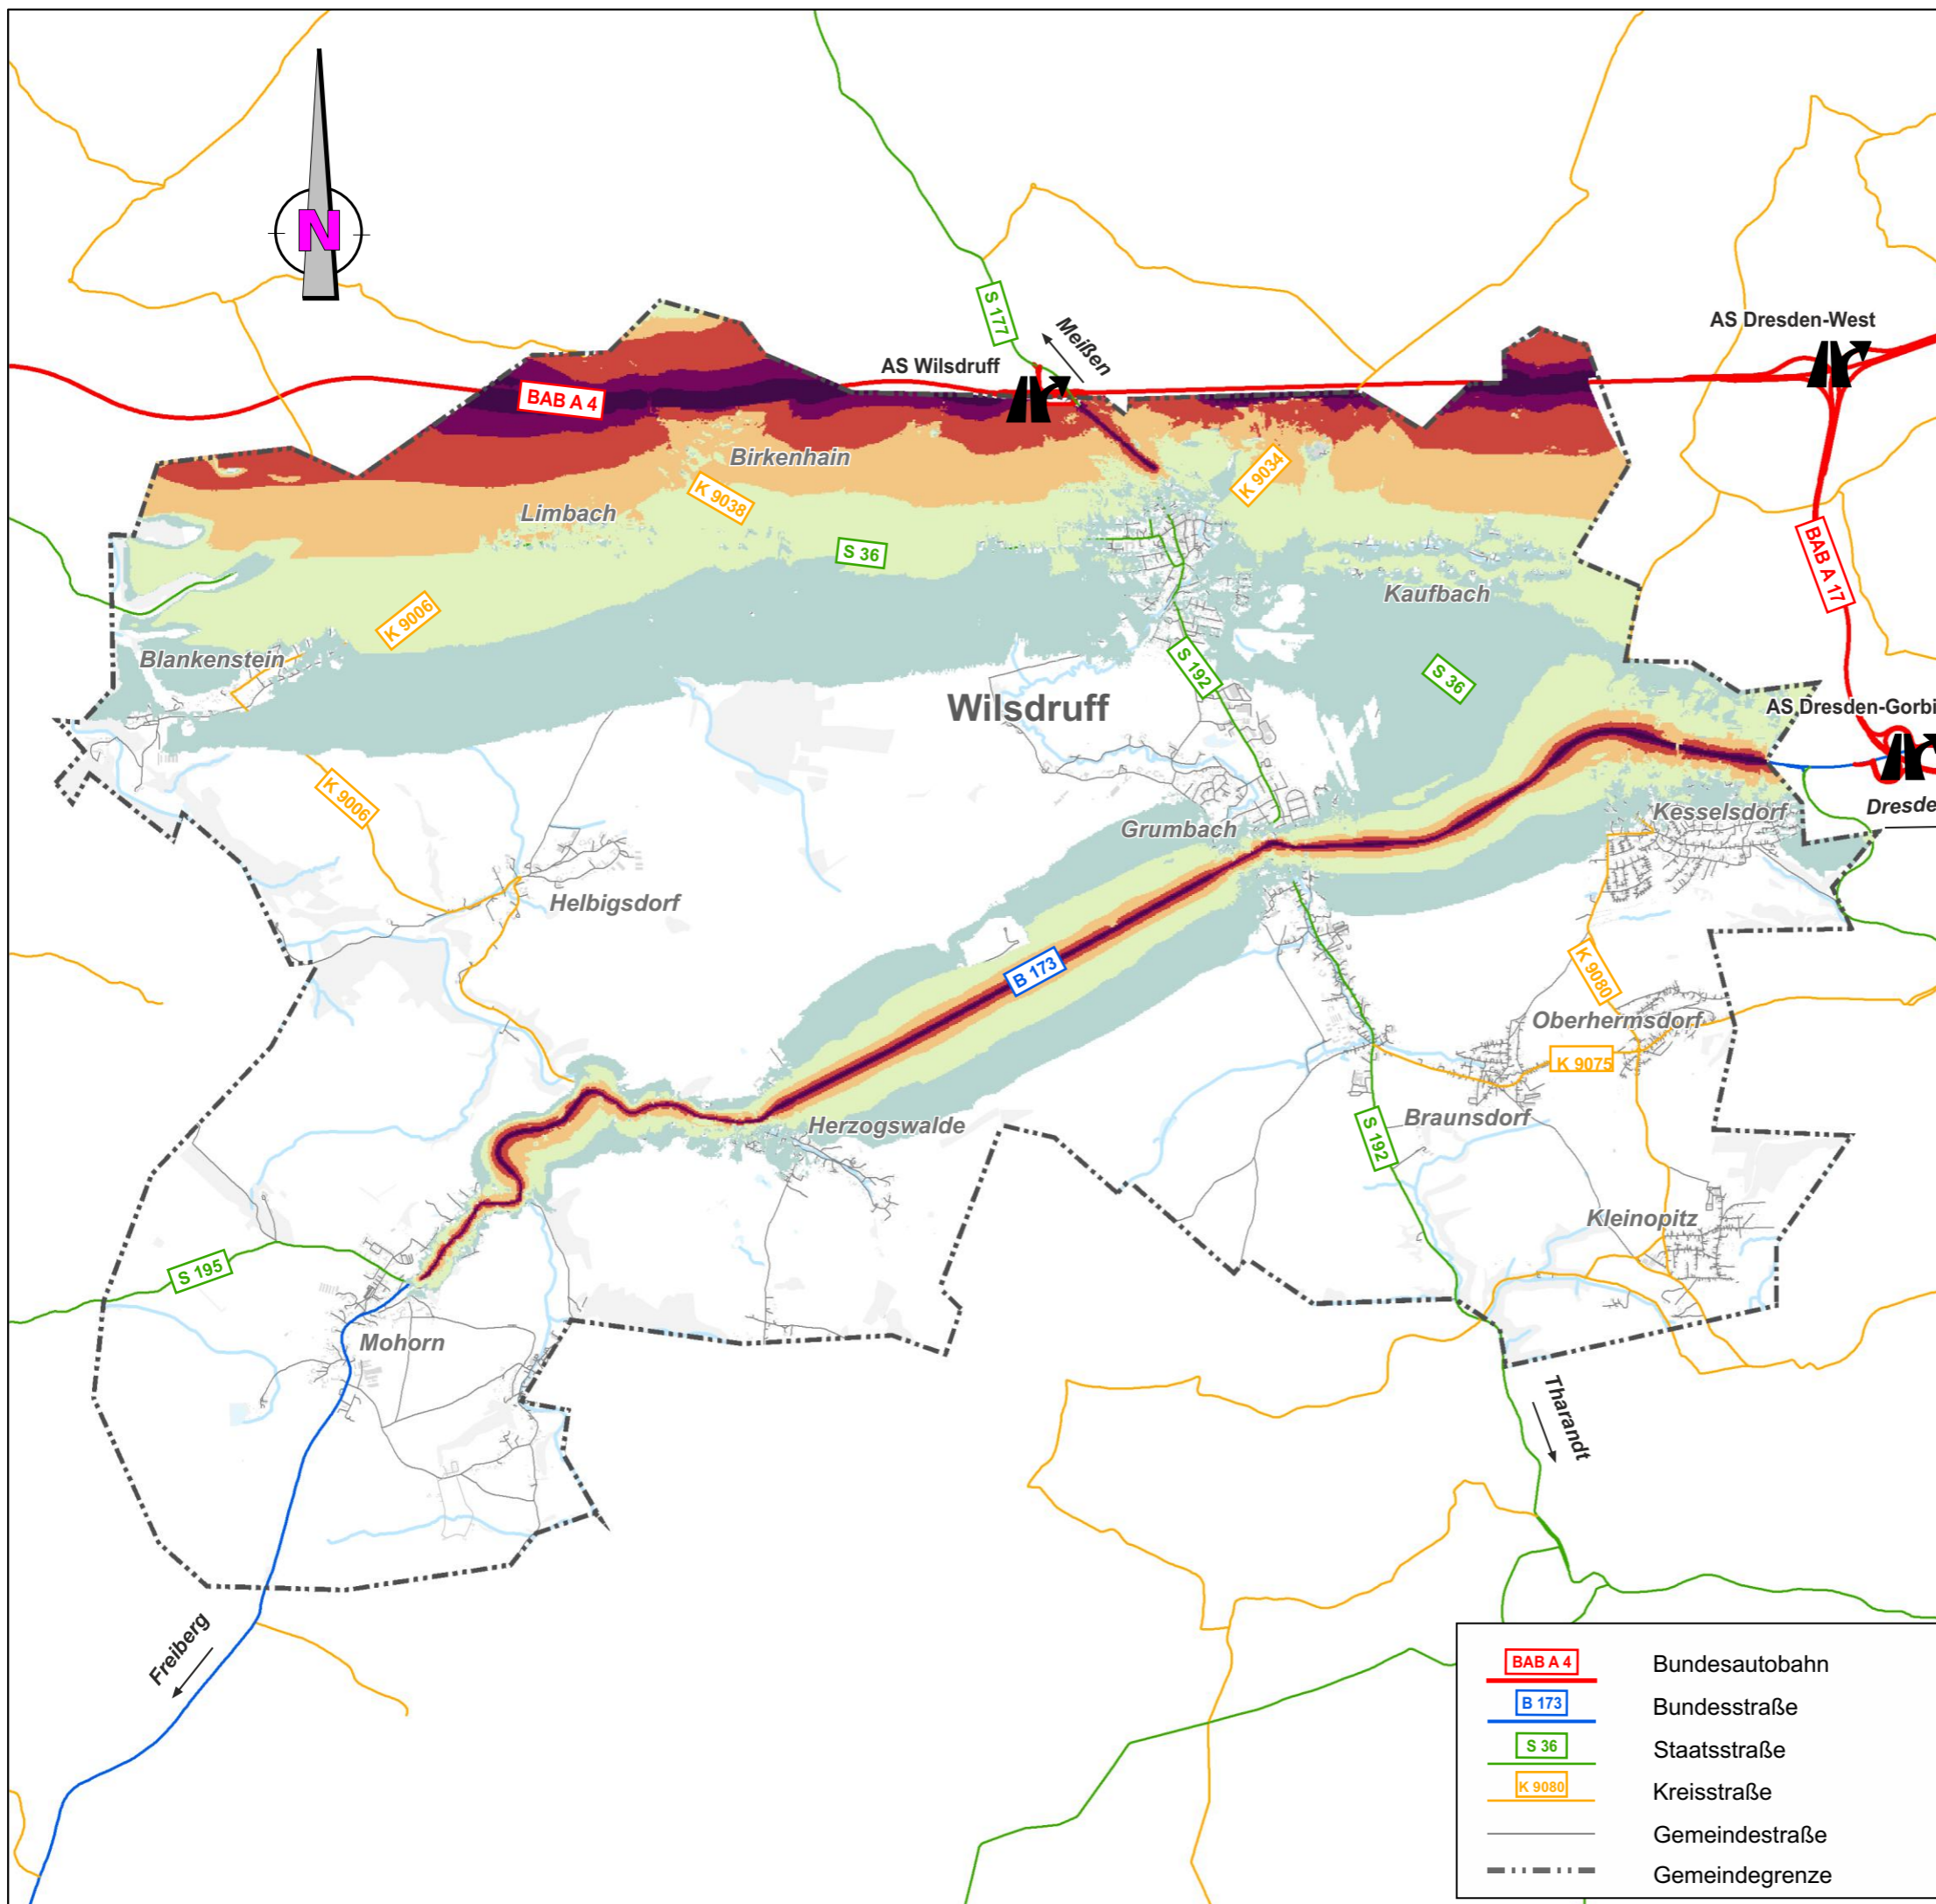 N
AS Dresden-West
S 177
Meißen
AS Wilsdruff
BAB A 4
Birkenhain
K 9038
K 9034
Limbach
S 36
BAB A 17
Kaufbach
K 9006
Blankenstein
S 192
S 36
Wilsdruff
AS Dresden-Gorbi
K 9006
Grumbach
Kesselsdorf
Dresde
Helbigsdorf
B 173
K 9080
Oberhermsdorf
K 9075
Braunsdorf
Herzogswalde
S 192
Kleinopitz
S 195
Mohorn
Tharandt
Freiberg
BAB A 4 Bundesautobahn
B 173 Bundesstraße
S 36 Staatsstraße
K 9080 Kreisstraße
Gemeindestraße
Gemeindegrenze